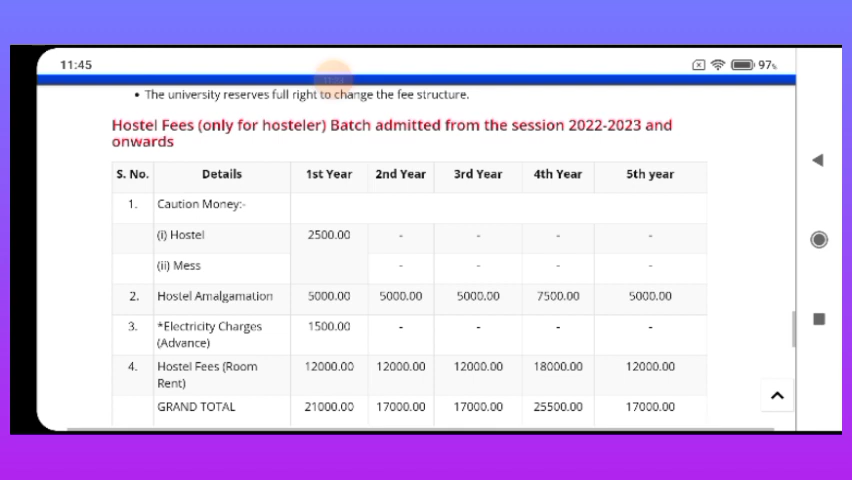 11:45
97%
• The university reserves full right to change the fee structure.
Hostel Fees (only for hosteler) Batch admitted from the session 2022-2023 and
onwards
S. No. Details 1st Year 2nd Year 3rd Year 4th Year 5th year
1. Caution Money:-
(i) Hostel 2500.00 - - - -
(ii) Mess - - - -
2. Hostel Amalgamation 5000.00 5000.00 5000.00 7500.00 5000.00
3. *Electricity Charges 1500.00 - - - -
(Advance)
4. Hostel Fees (Room 12000.00 12000.00 12000.00 18000.00 12000.00
Rent)
GRAND TOTAL 21000.00 17000.00 17000.00 25500.00 17000.00